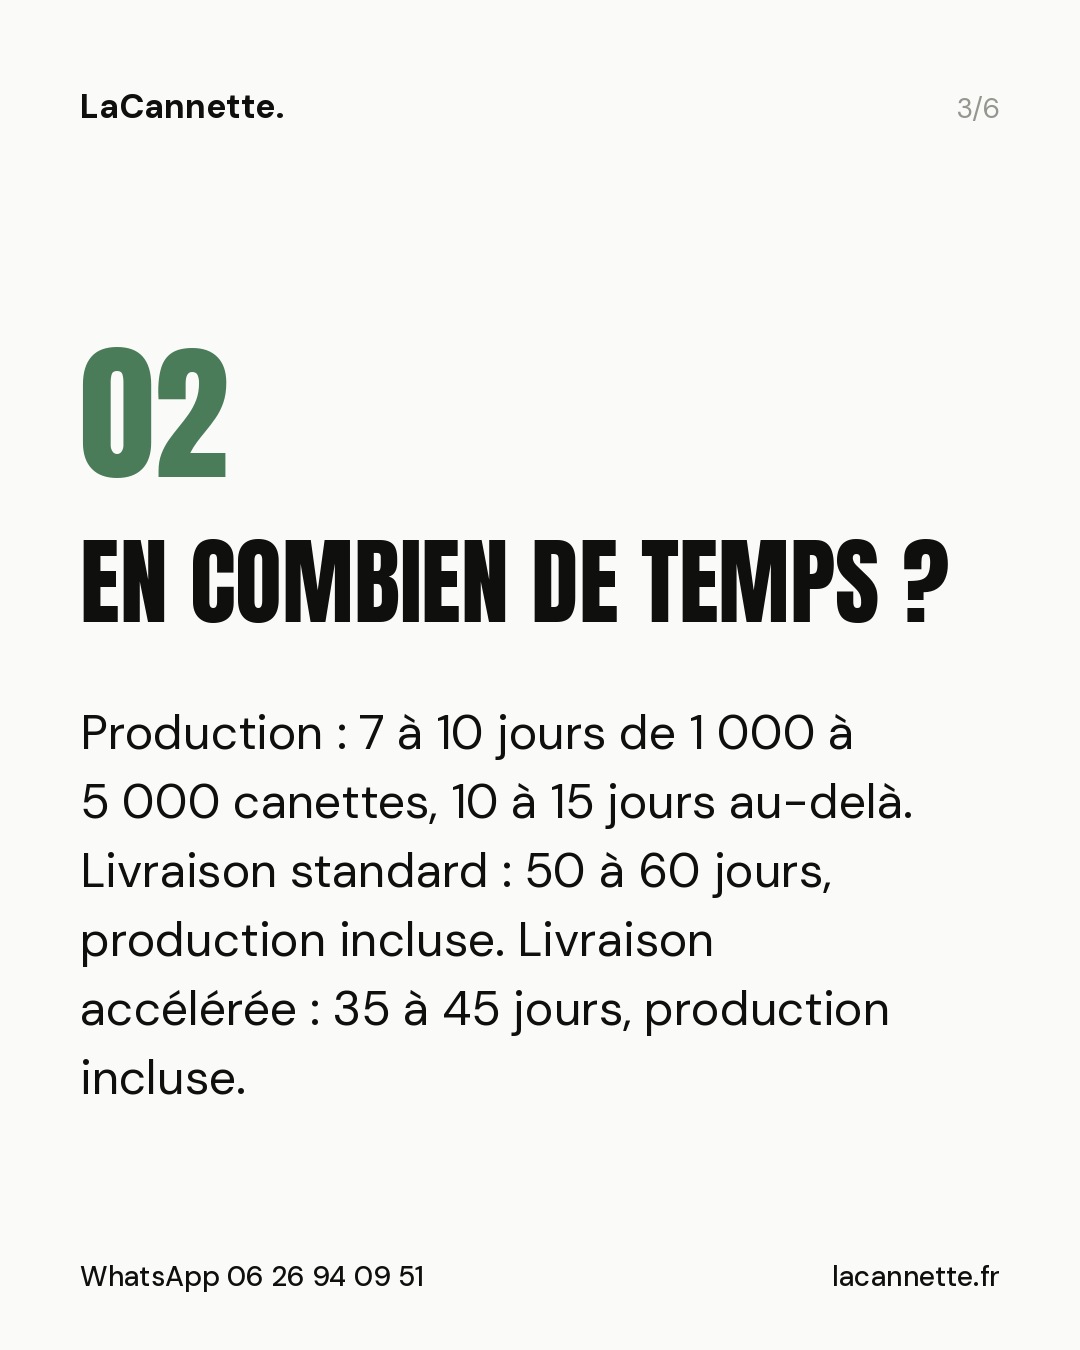 LaCannette.
3/6
02
EN COMBIEN DE TEMPS ?
Production : 7 à 10 jours de 1 000 à
5 000 canettes, 10 à 15 jours au-delà.
Livraison standard : 50 à 60 jours,
production incluse. Livraison
accélérée : 35 à 45 jours, production
incluse.
WhatsApp 06 26 94 09 51
lacannette.fr